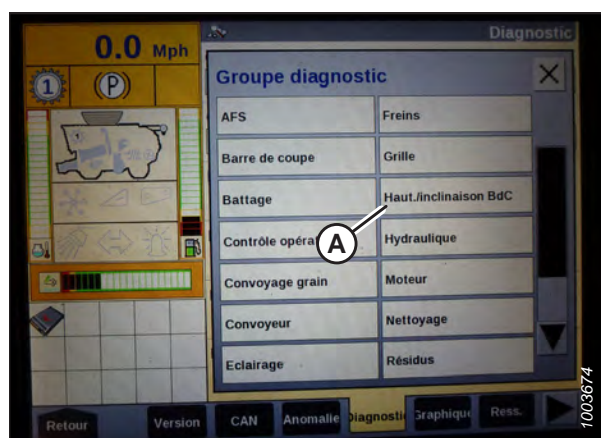 0.0 Mph
Diagnostic
1
(P)
Groupe diagnostic
AFS
Freins
Barre de coupe
Grille
Battage
Haut./inclinaison BdC
Contrôle opéra
A
Hydraulique
Convoyage grain
Moteur
Convoyeur
Nettoyage
Eclairage
Résidus
Retour
Version
CAN
Anomalie
Diagnosti
Graphique
Ress.
1003674